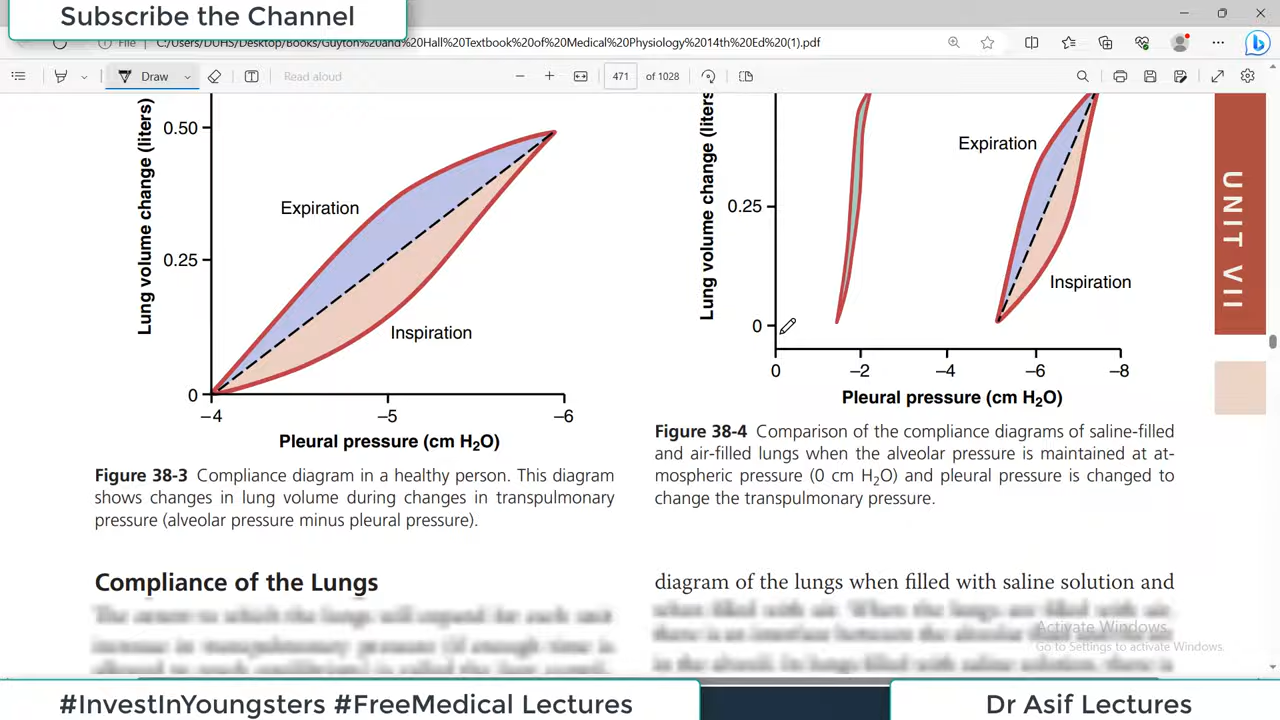 Subscribe the Channel
File
C:/Users/DUHS/Desktop/Books/Guyton%20and%20Hall%20Textbook%20of%20Medical%20Physiology%2014th%20Ed%20(1).pdf
Draw
Read aloud
471 of 1028
Lung volume change (liters)
0.50
0.25
0
Expiration
Inspiration
–4 –5 –6
Pleural pressure (cm H2O)
Figure 38-3 Compliance diagram in a healthy person. This diagram
shows changes in lung volume during changes in transpulmonary
pressure (alveolar pressure minus pleural pressure).
Compliance of the Lungs
Lung volume change (liters
0.25
0
Expiration
Inspiration
0 –2 –4 –6 –8
Pleural pressure (cm H2O)
Figure 38-4 Comparison of the compliance diagrams of saline-filled
and air-filled lungs when the alveolar pressure is maintained at at-
mospheric pressure (0 cm H2O) and pleural pressure is changed to
change the transpulmonary pressure.
diagram of the lungs when filled with saline solution and
UNIT VII
Activate Windows
Go to Settings to activate Windows.
#InvestInYoungsters #FreeMedical Lectures
Dr Asif Lectures